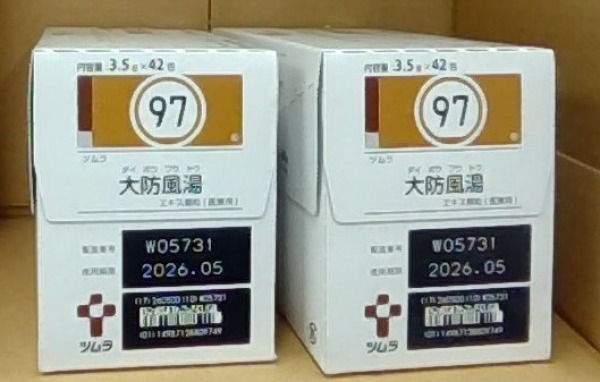 内容量 3.5g×42包
97
ツムラ
ダイ ボウ フウ トウ
大防風湯
エキス顆粒(医療用)
製造番号 W05731
使用期限 2026.05
ツムラ
内容量 3.5g×42包
97
ツムラ
ダイ ボウ フウ トウ
大防風湯
エキス顆粒(医療用)
製造番号 W05731
使用期限 2026.05
ツムラ